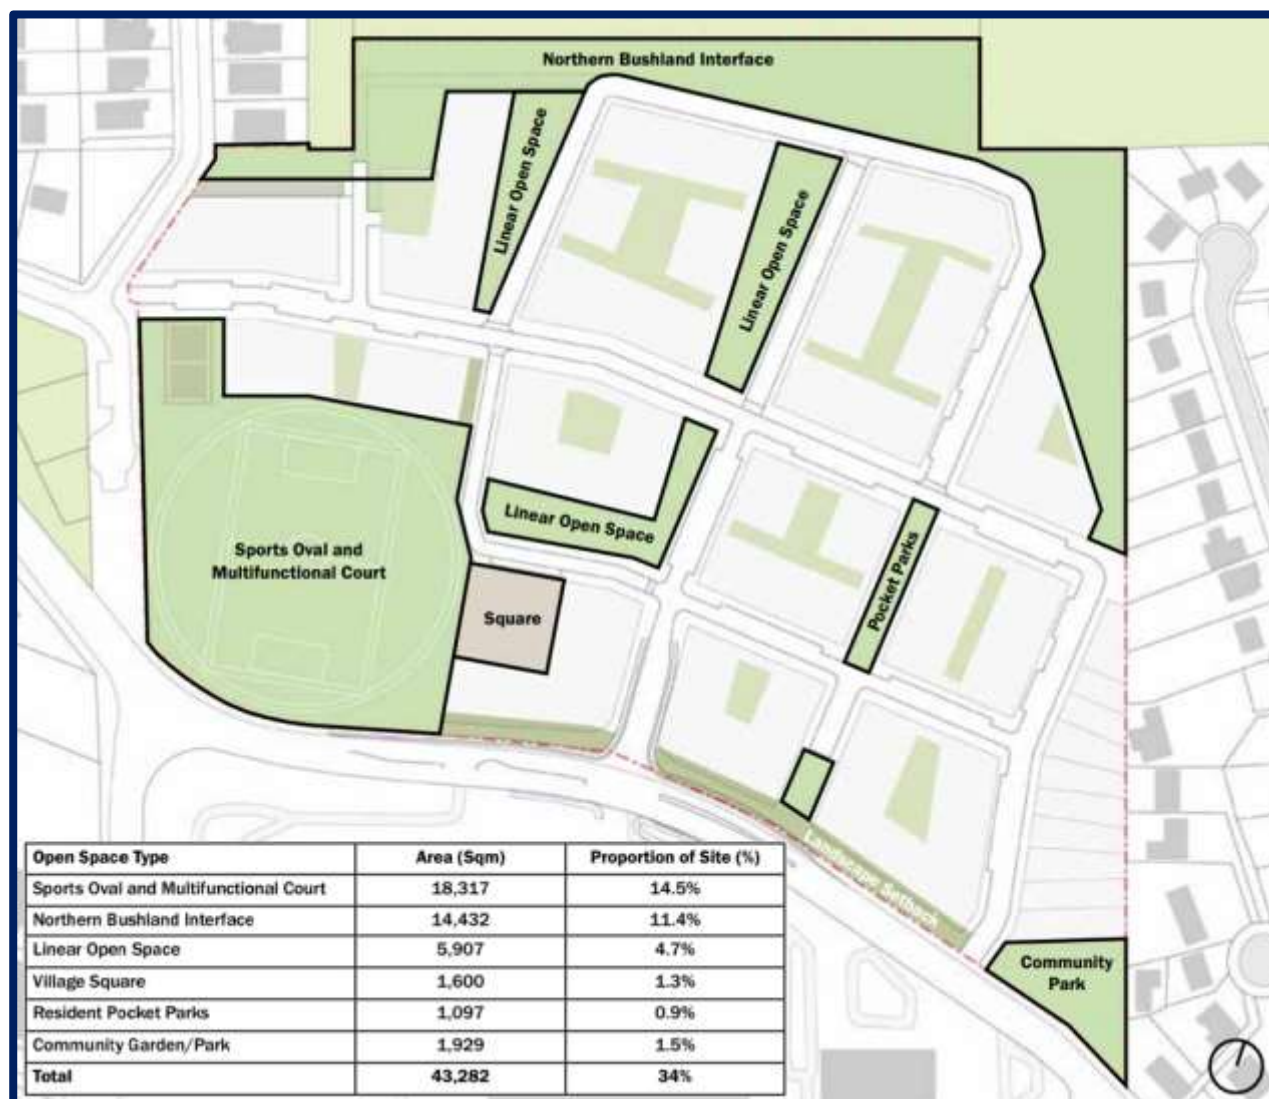 Northern Bushland Interface
Linear Open Space
Linear Open Space
Linear Open Space
Pocket Parks
Sports Oval and
Multifunctional Court
Square
Landscape Setback
Community
Park
Open Space Type Area (Sqm) Proportion of Site (%)
Sports Oval and Multifunctional Court 18,317 14.5%
Northern Bushland Interface 14,432 11.4%
Linear Open Space 5,907 4.7%
Village Square 1,600 1.3%
Resident Pocket Parks 1,097 0.9%
Community Garden/Park 1,929 1.5%
Total 43,282 34%